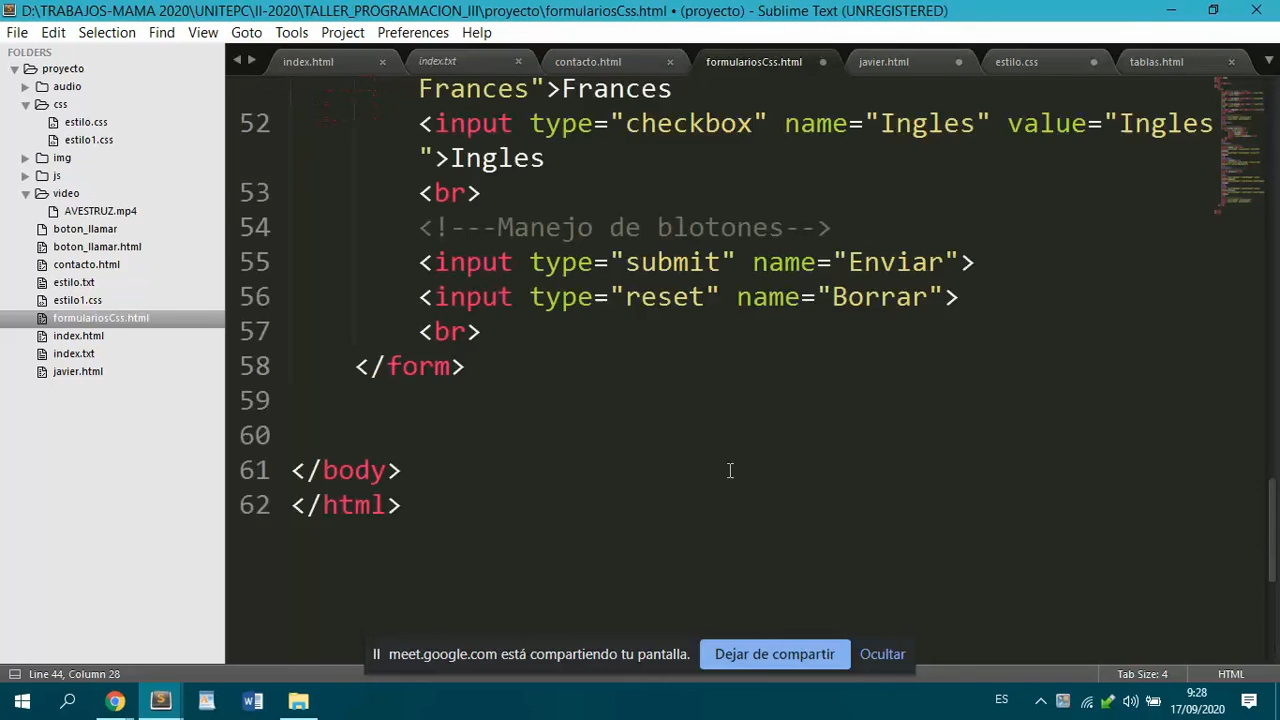 D:\TRABAJOS-MAMA 2020\UNITEPC\II-2020\TALLER_PROGRAMACON_III\proyecto\formulariosCss.html • (proyecto) - Sublime Text (UNREGISTERED)
File Edit Selection Find View Goto Tools Project Preferences Help
FOLDERS
proyecto
audio
css
estilo.css
estilo1.css
img
js
video
AVESTRUZ.mp4
boton_llamar
boton_llamar.html
contacto.html
estilo.txt
estilo1.css
formulariosCss.html
index.html
index.txt
javier.html
index.html index.txt contacto.html formulariosCss.html javier.html estilo.css tablas.html
Frances">Frances
52 <input type="checkbox" name="Ingles" value="Ingles
">Ingles
53 <br>
54 <!---Manejo de blotones-->
55 <input type="submit" name="Enviar">
56 <input type="reset" name="Borrar">
57 <br>
58 </form>
59
60
61 </body>
62 </html>
meet.google.com está compartiendo tu pantalla. Dejar de compartir Ocultar
Line 44, Column 28 Tab Size: 4 HTML
ES 9:28
17/09/2020